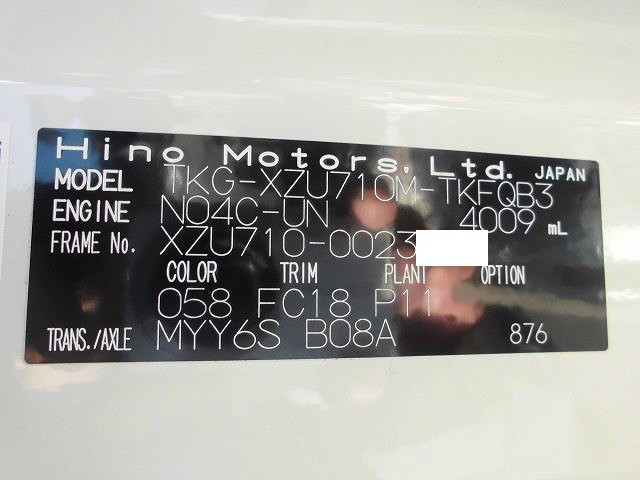 Hino Motors, Ltd. JAPAN
MODEL TKG-XZU710M-TKFQB3
ENGINE N04C-UN 4009 mL
FRAME No. XZU710-0023
COLOR TRIM PLANT OPTION
058 FC18 P11
TRANS./AXLE MYY6S B08A 876